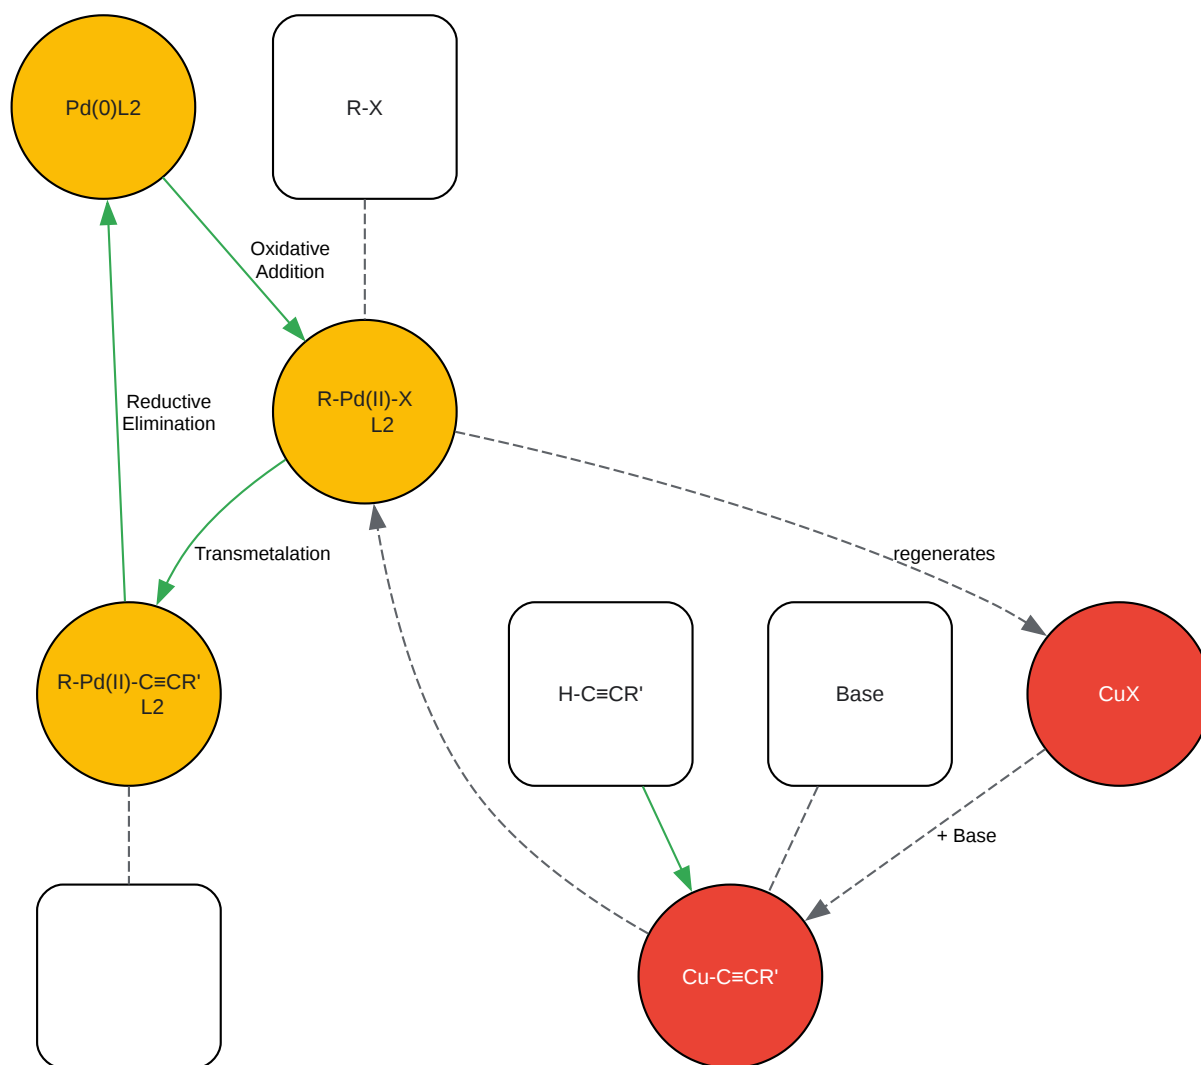 Pd(0)L2
R-X
Oxidative
Addition
Reductive
Elimination
R-Pd(II)-X
L2
Transmetalation
regenerates
R-Pd(II)-C≡CR'
L2
H-C≡CR'
Base
CuX
+ Base
Cu-C≡CR'